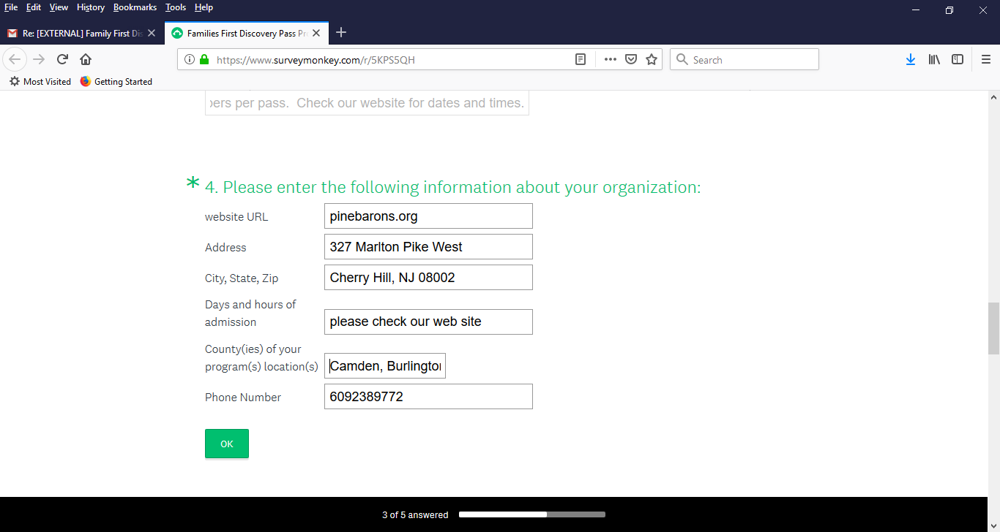 File Edit View History Bookmarks Tools Help
Re: [EXTERNAL] Family First Dis
Families First Discovery Pass Pr
https://www.surveymonkey.com/r/5KPS5QH
Search
Most Visited Getting Started
pers per pass. Check our website for dates and times.
* 4. Please enter the following information about your organization:
website URL pinebarons.org
Address 327 Marlton Pike West
City, State, Zip Cherry Hill, NJ 08002
Days and hours of
admission please check our web site
County(ies) of your
program(s) location(s) Camden, Burlington
Phone Number 6092389772
OK
3 of 5 answered